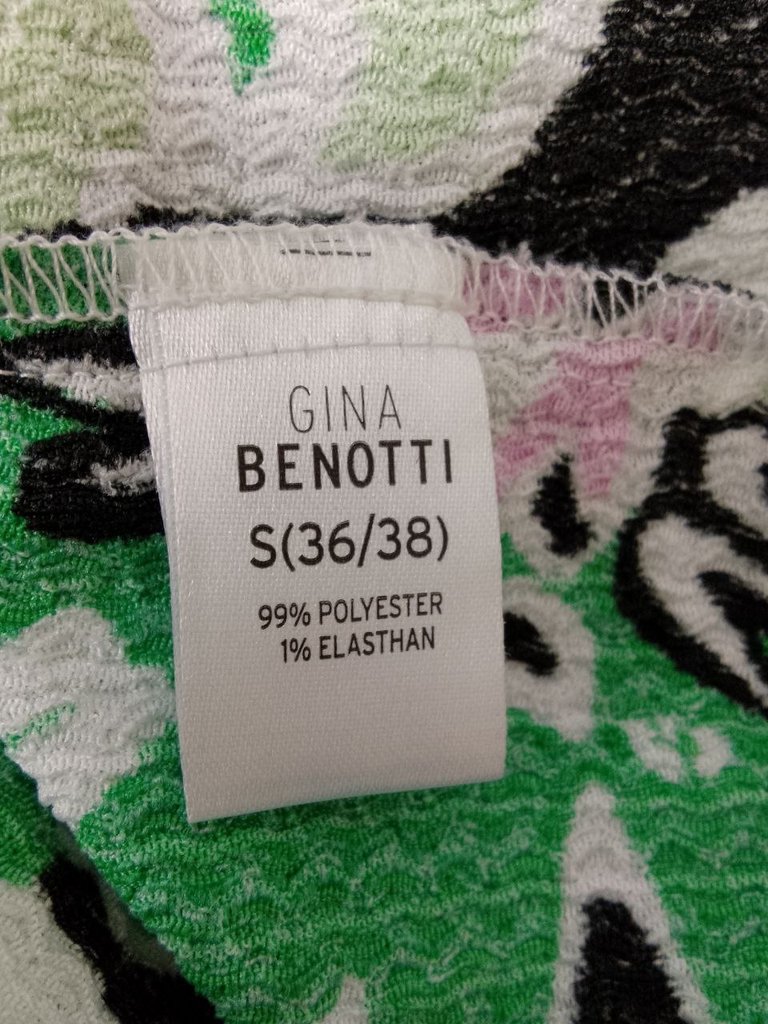 GINA
BENOTTI
S(36/38)
99% POLYESTER
1% ELASTHAN